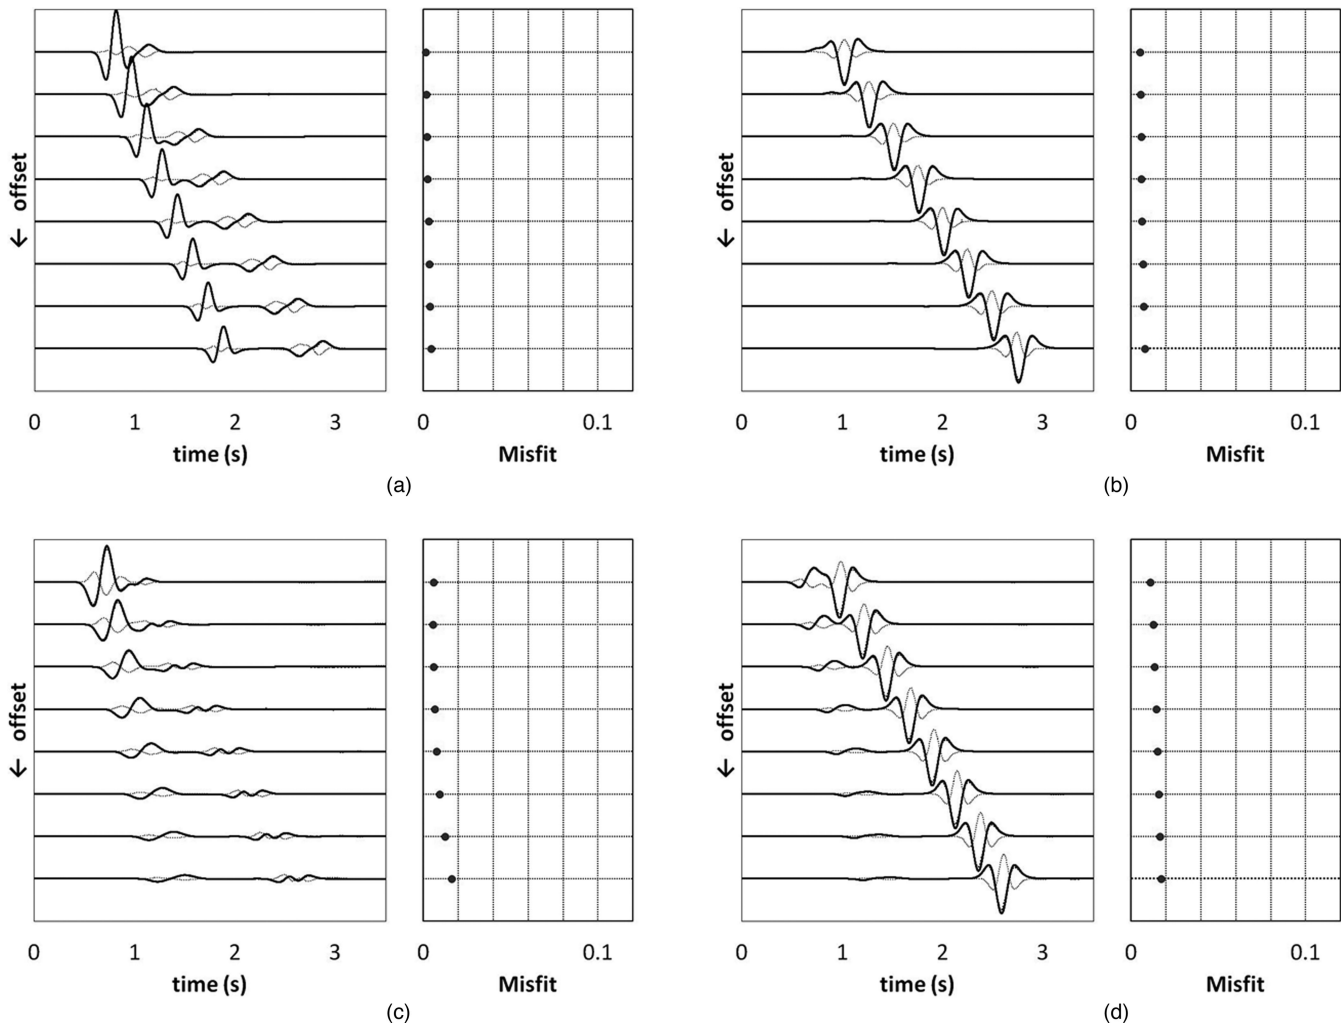 ← offset
0 1 2 3
time (s)
0 0.1
Misfit
(a)
← offset
0 1 2 3
time (s)
0 0.1
Misfit
(b)
← offset
0 1 2 3
time (s)
0 0.1
Misfit
(c)
← offset
0 1 2 3
time (s)
0 0.1
Misfit
(d)